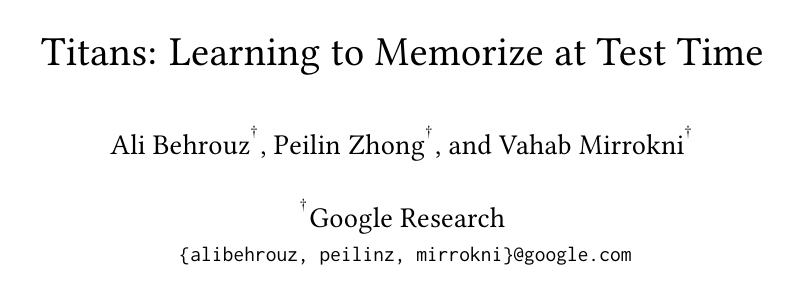 Titans: Learning to Memorize at Test Time
Ali Behrouz†, Peilin Zhong†, and Vahab Mirrokni†
†Google Research
{alibehrouz, peilinz, mirrokni}@google.com